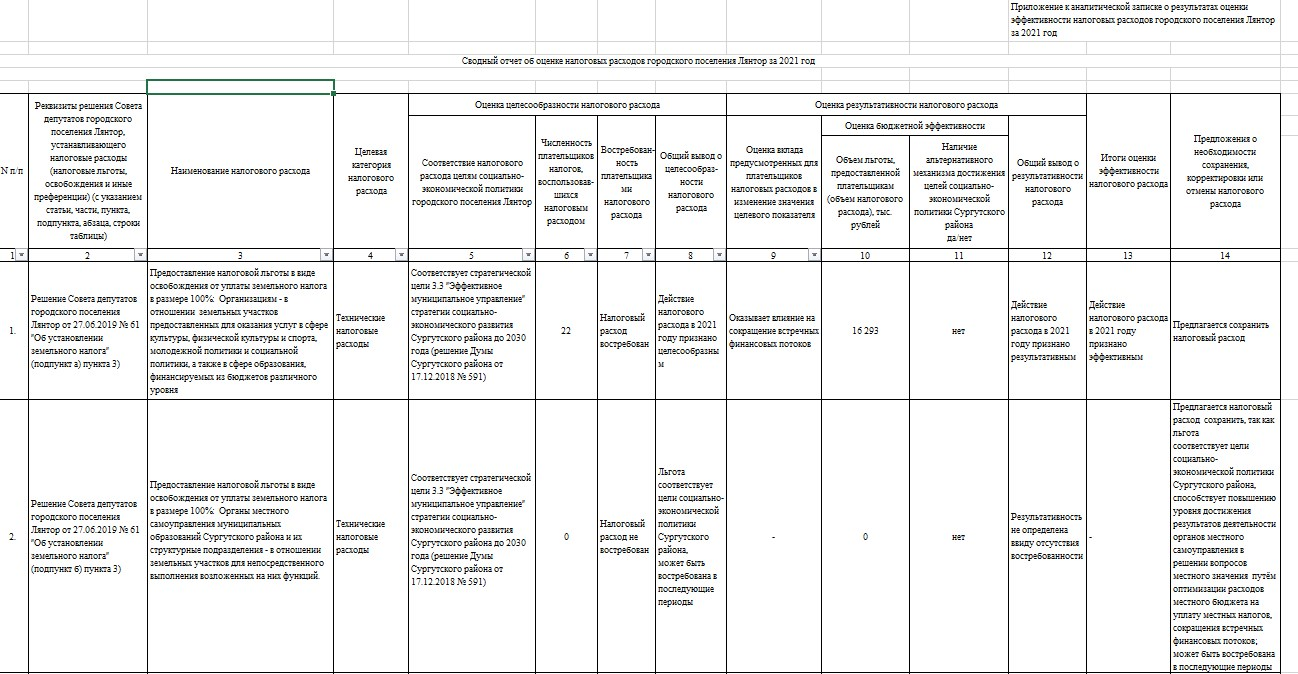 Приложение к аналитической записке о результатах оценки
эффективности налоговых расходов городского поселения Лянтор
за 2021 год
Сводный отчет об оценке налоговых расходов городского поселения Лянтор за 2021 год
N п/п
Реквизиты решения Совета
депутатов городского
поселения Лянтор,
устанавливающего
налоговые расходы
(налоговые льготы,
освобождения и иные
преференции) (с указанием
статьи, части, пункта,
подпункта, абзаца, строки
таблицы)
Наименование налогового расхода
Целевая
категория
налогового
расхода
Оценка целесообразности налогового расхода
Соответствие налогового
расхода целям социально-
экономической политики
городского поселения Лянтор
Численность
плательщиков
налогов,
воспользовав-
шихся
налоговым
расходом
Востребован-
ность
плательщика
ми
налогового
расхода
Общий вывод о
целесообраз-
ности
налогового
расхода
Оценка результативности налогового расхода
Оценка вклада
предусмотренных для
плательщиков
налоговых расходов в
изменение значения
целевого показателя
Оценка бюджетной эффективности
Объем льготы,
предоставленной
плательщикам
(объем налогового
расхода), тыс.
рублей
Наличие
альтернативного
механизма достижения
целей социально-
экономической
политики Сургутского
района
да/нет
Общий вывод о
результативности
налогового
расхода
Итоги оценки
эффективности
налогового расхода
Предложения о
необходимости
сохранения,
корректировки или
отмены налогового
расхода
1 2 3 4 5 6 7 8 9 10 11 12 13 14
1.
Решение Совета депутатов
городского поселения
Лянтор от 27.06.2019 № 61
"Об установлении
земельного налога"
(подпункт а) пункта 3)
Предоставление налоговой льготы в виде
освобождения от уплаты земельного налога
в размере 100%: Организациям - в
отношении земельных участков
предоставленных для оказания услуг в сфере
культуры, физической культуры и спорта,
молодежной политики и социальной
политики, а также в сфере образования,
финансируемых из бюджетов различного
уровня
Технические
налоговые
расходы
Соответствует стратегической
цели 3.3 "Эффективное
муниципальное управление"
стратегии социально-
экономического развития
Сургутского района до 2030
года (решение Думы
Сургутского района от
17.12.2018 № 591)
22
Налоговый
расход
востребован
Действие
налогового
расхода в 2021
году признано
целесообразны
м
Оказывает влияние на
сокращение встречных
финансовых потоков
16 293
нет
Действие
налогового
расхода в 2021
году признано
результативным
Действие
налогового расхода
в 2021 году
признано
эффективным
Предлагается сохранить
налоговый расход
2.
Решение Совета депутатов
городского поселения
Лянтор от 27.06.2019 № 61
"Об установлении
земельного налога"
(подпункт б) пункта 3)
Предоставление налоговой льготы в виде
освобождения от уплаты земельного налога
в размере 100%: Органы местного
самоуправления муниципальных
образований Сургутского района и их
структурные подразделения - в отношении
земельных участков для непосредственного
выполнения возложенных на них функций.
Технические
налоговые
расходы
Соответствует стратегической
цели 3.3 "Эффективное
муниципальное управление"
стратегии социально-
экономического развития
Сургутского района до 2030
года (решение Думы
Сургутского района от
17.12.2018 № 591)
0
Налоговый
расход не
востребован
Льгота
соответствует
цели социально-
экономической
политики
Сургутского
района,
может быть
востребована в
последующие
периоды
-
0
нет
Результативность
не определена
ввиду отсутствия
востребованности
-
Предлагается налоговый
расход сохранить, так как
льгота
соответствует цели
социально-
экономической политики
Сургутского района,
способствует повышению
уровня достижения
результатов деятельности
органов местного
самоуправления в
решении вопросов
местного значения путём
оптимизации расходов
местного бюджета на
уплату местных налогов,
сокращения встречных
финансовых потоков;
может быть востребована
в последующие периоды